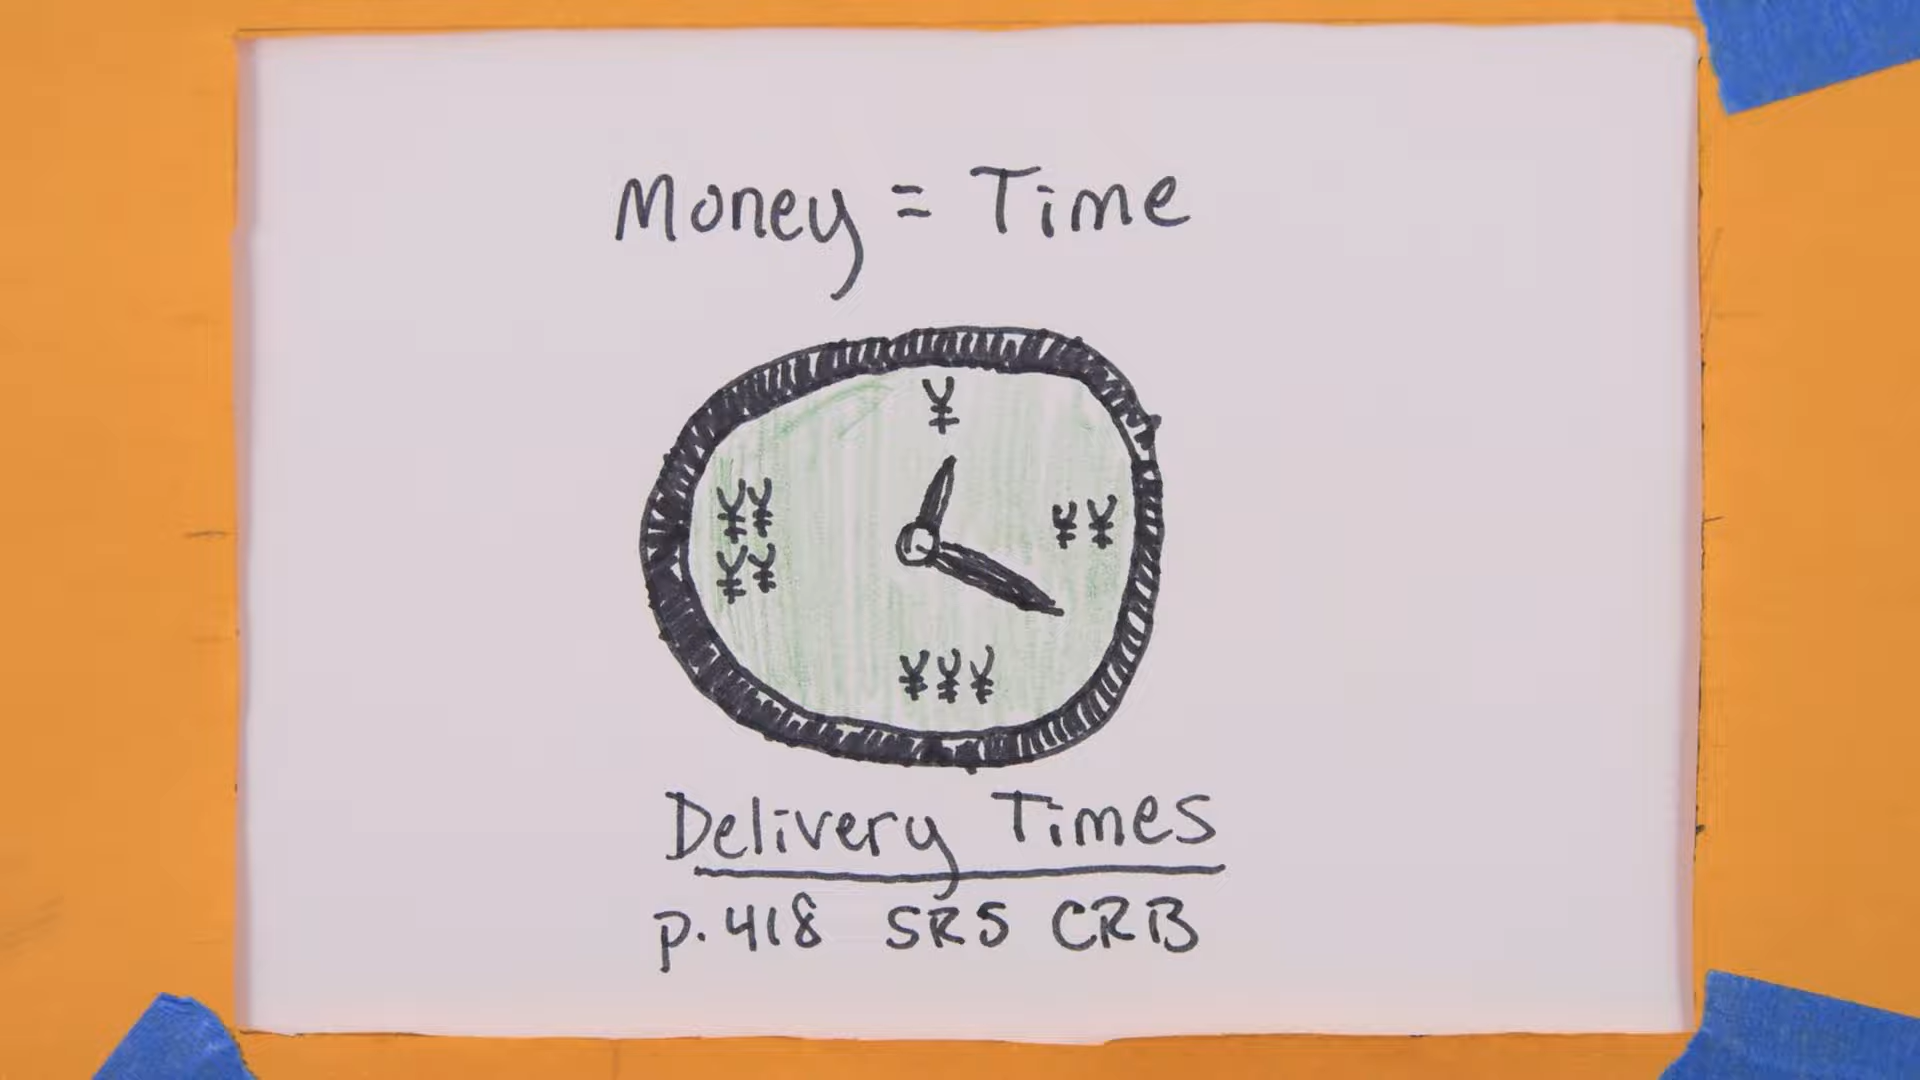 Money = Time
¥
¥¥
¥¥
¥¥
¥¥¥
Delivery Times
p. 418 SR5 CRB